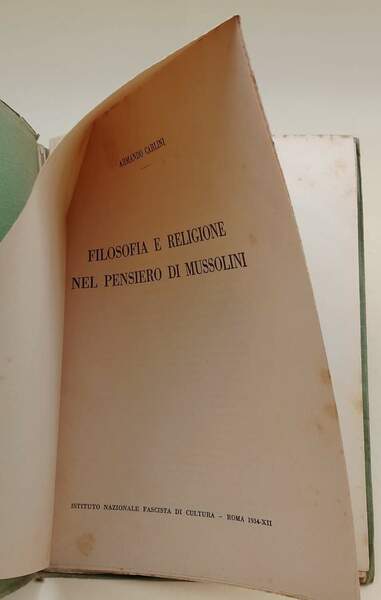 ARMANDO CARLINI
FILOSOFIA E RELIGIONE
NEL PENSIERO DI MUSSOLINI
ISTITUTO NAZIONALE FASCISTA DI CULTURA - ROMA 1934-XII